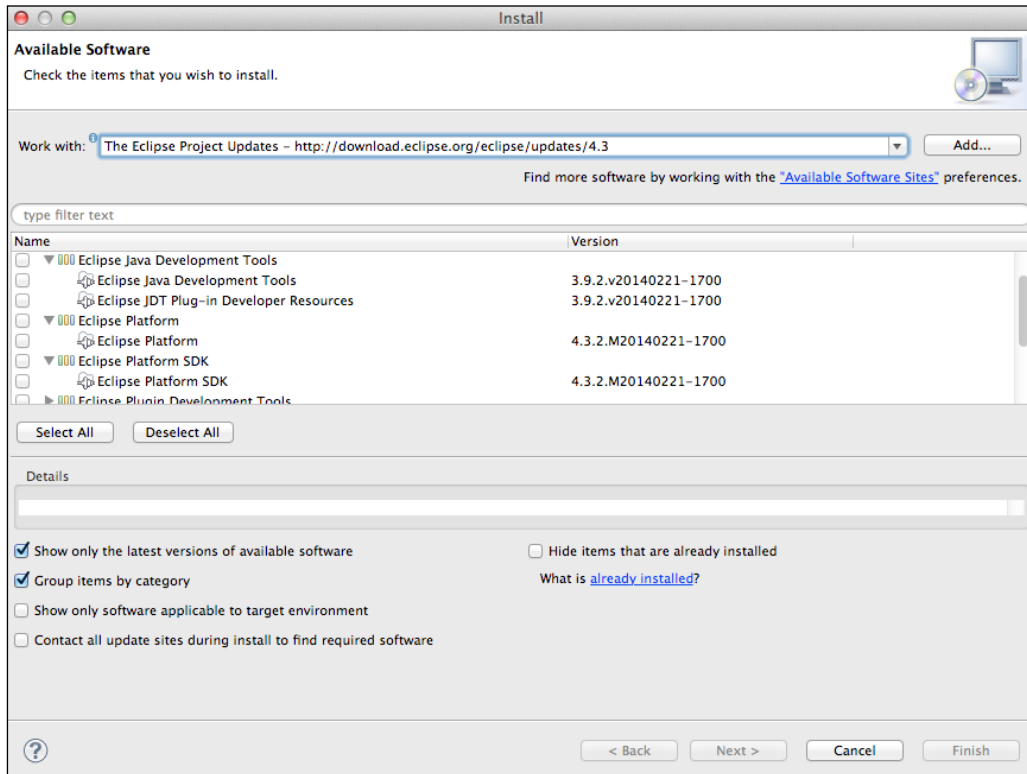 Install
Available Software
Check the items that you wish to install.
Work with: The Eclipse Project Updates – http://download.eclipse.org/eclipse/updates/4.3 Add...
Find more software by working with the "Available Software Sites" preferences.
type filter text
Name Version
Eclipse Java Development Tools
Eclipse Java Development Tools 3.9.2.v20140221-1700
Eclipse JDT Plug-in Developer Resources 3.9.2.v20140221-1700
Eclipse Platform
Eclipse Platform 4.3.2.M20140221-1700
Eclipse Platform SDK
Eclipse Platform SDK 4.3.2.M20140221-1700
Eclipse Plugin Development Tools
Select All Deselect All
Details
Show only the latest versions of available software Hide items that are already installed
Group items by category What is already installed?
Show only software applicable to target environment
Contact all update sites during install to find required software
? < Back Next > Cancel Finish